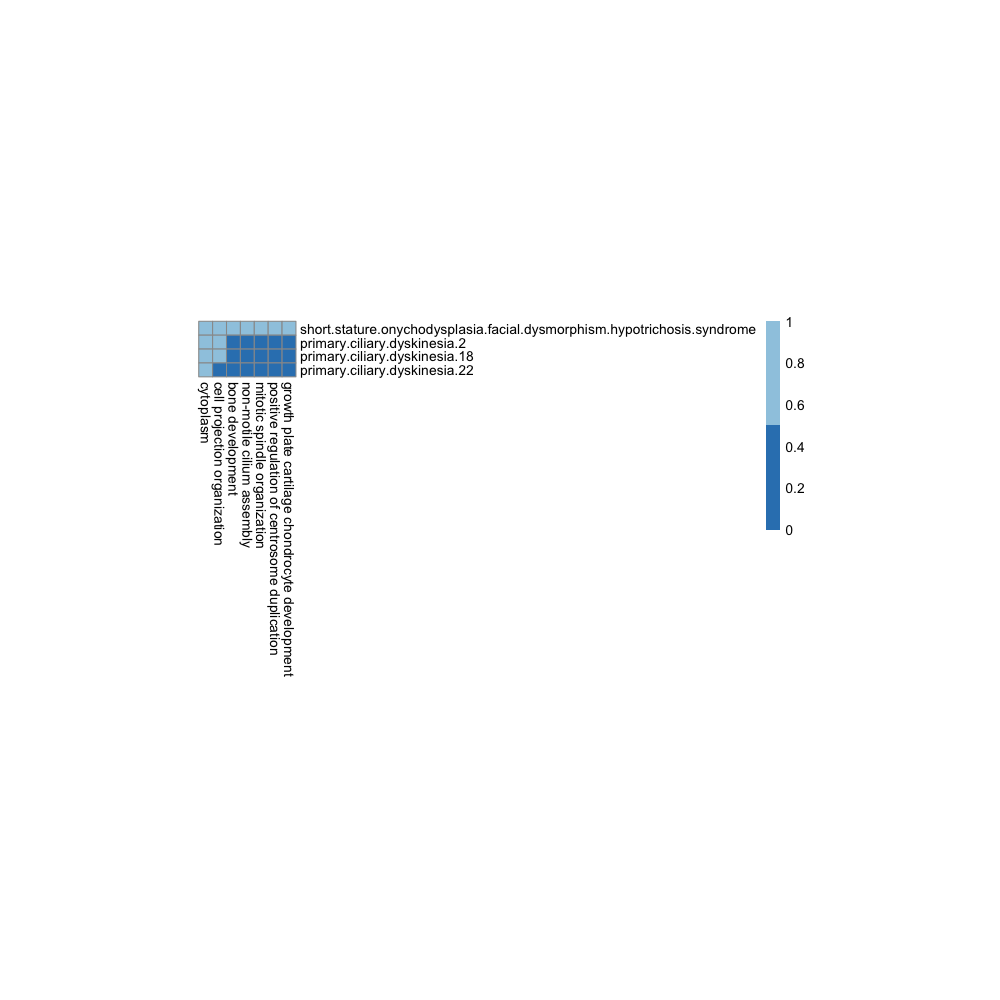 short.stature.onychodysplasia.facial.dysmorphism.hypotrichosis.syndrome
primary.ciliary.dyskinesia.2
primary.ciliary.dyskinesia.18
primary.ciliary.dyskinesia.22
cytoplasm
cell projection organization
bone development
non-motile cilium assembly
mitotic spindle organization
positive regulation of centrosome duplication
growth plate cartilage chondrocyte development
1
0.8
0.6
0.4
0.2
0